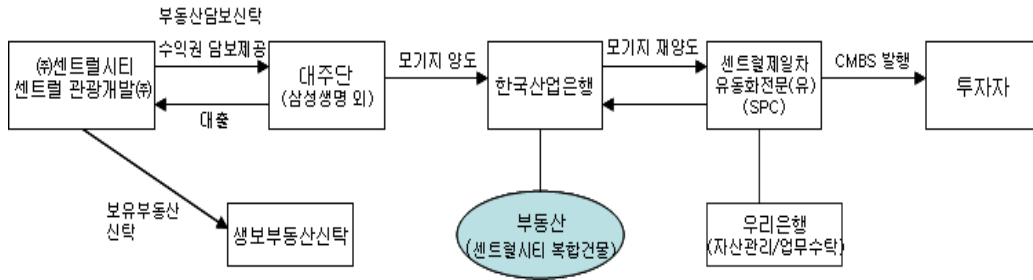 부동산담보신탁
수익권 담보제공
㈜센트럴시티
센트럴 관광개발㈜
대출
대주단
(삼성생명 외)
모기지 양도
한국산업은행
모기지 재양도
센트럴제일차
유동화전문(유)
(SPC)
CMBS 발행
투자자
보유부동산
신탁
생보부동산신탁
부동산
(센트럴시티 복합건물)
우리은행
(자산관리/업무수탁)